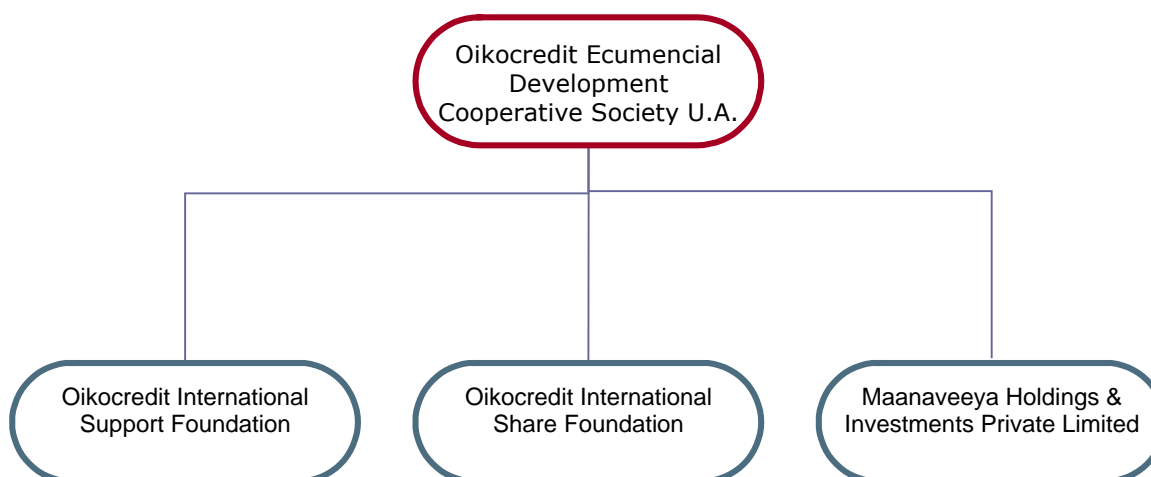 Oikocredit Ecumencial
Development
Cooperative Society U.A.
Oikocredit International
Support Foundation
Oikocredit International
Share Foundation
Maanaveeya Holdings &
Investments Private Limited